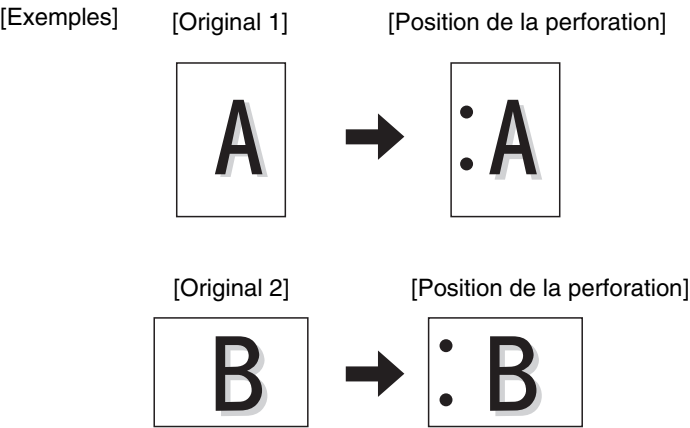 [Exemples]
[Original 1]
[Position de la perforation]
A
A
[Original 2]
[Position de la perforation]
B
B